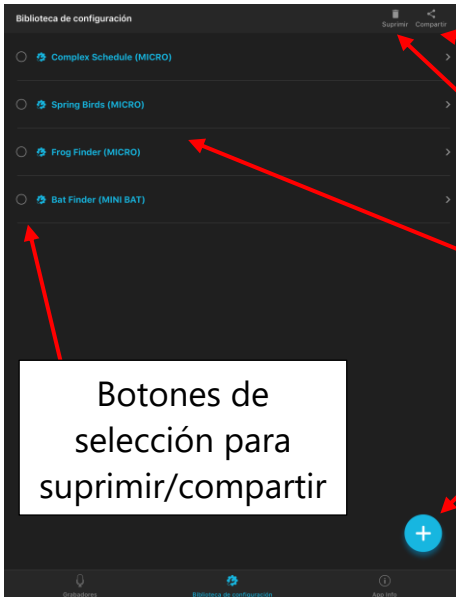 Biblioteca de configuración
Suprimir Compartir
Complex Schedule (MICRO)
Spring Birds (MICRO)
Frog Finder (MICRO)
Bat Finder (MINI BAT)
Botones de
selección para
suprimir/compartir
Grabadores Biblioteca de configuración App Info